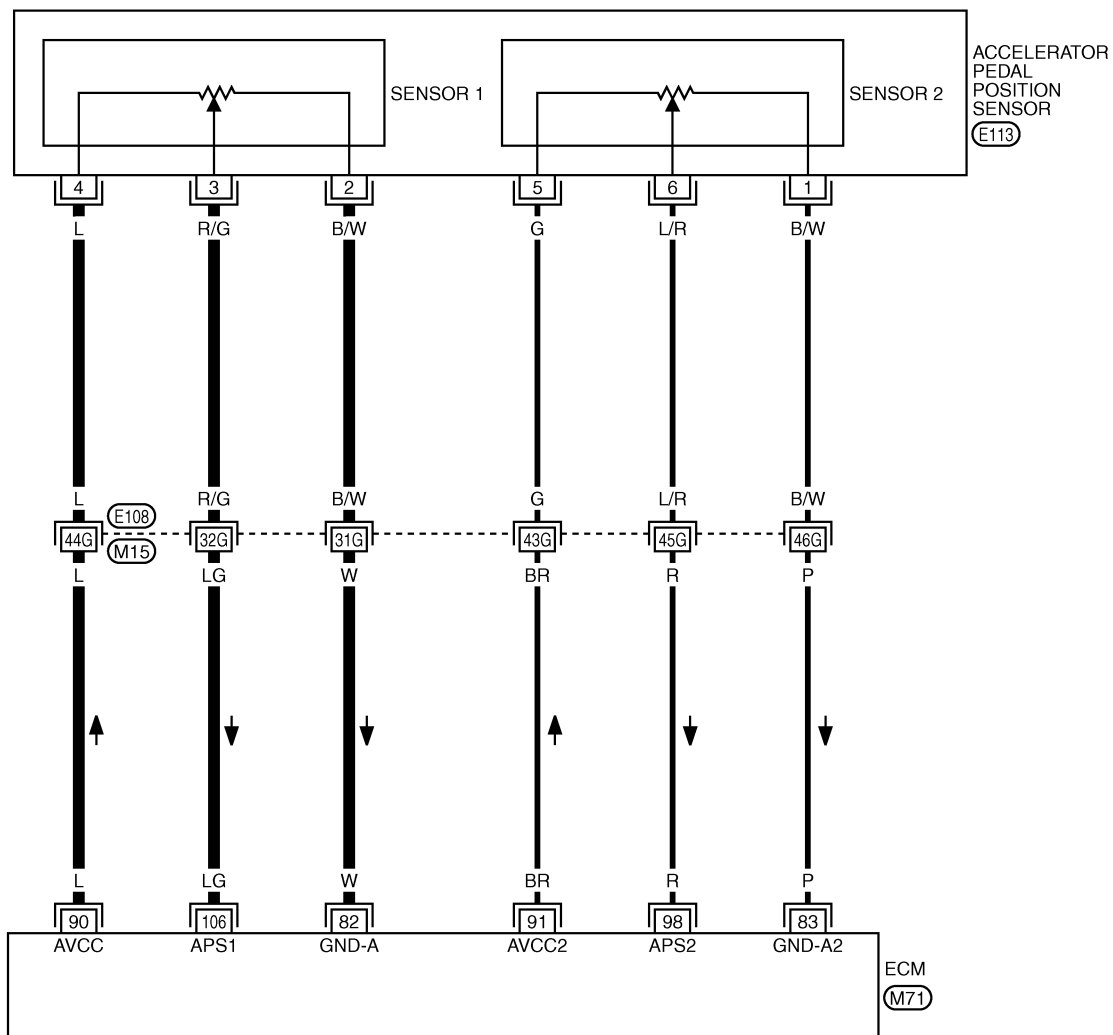 ACCELERATOR
PEDAL
POSITION
SENSOR
E113
SENSOR 1
SENSOR 2
4 3 2 5 6 1
L R/G B/W G L/R B/W
L R/G B/W G L/R B/W
E108
44G 32G 31G 43G 45G 46G
M15
L LG W BR R P
L LG W BR R P
90 106 82 91 98 83
AVCC APS1 GND-A AVCC2 APS2 GND-A2
ECM
M71